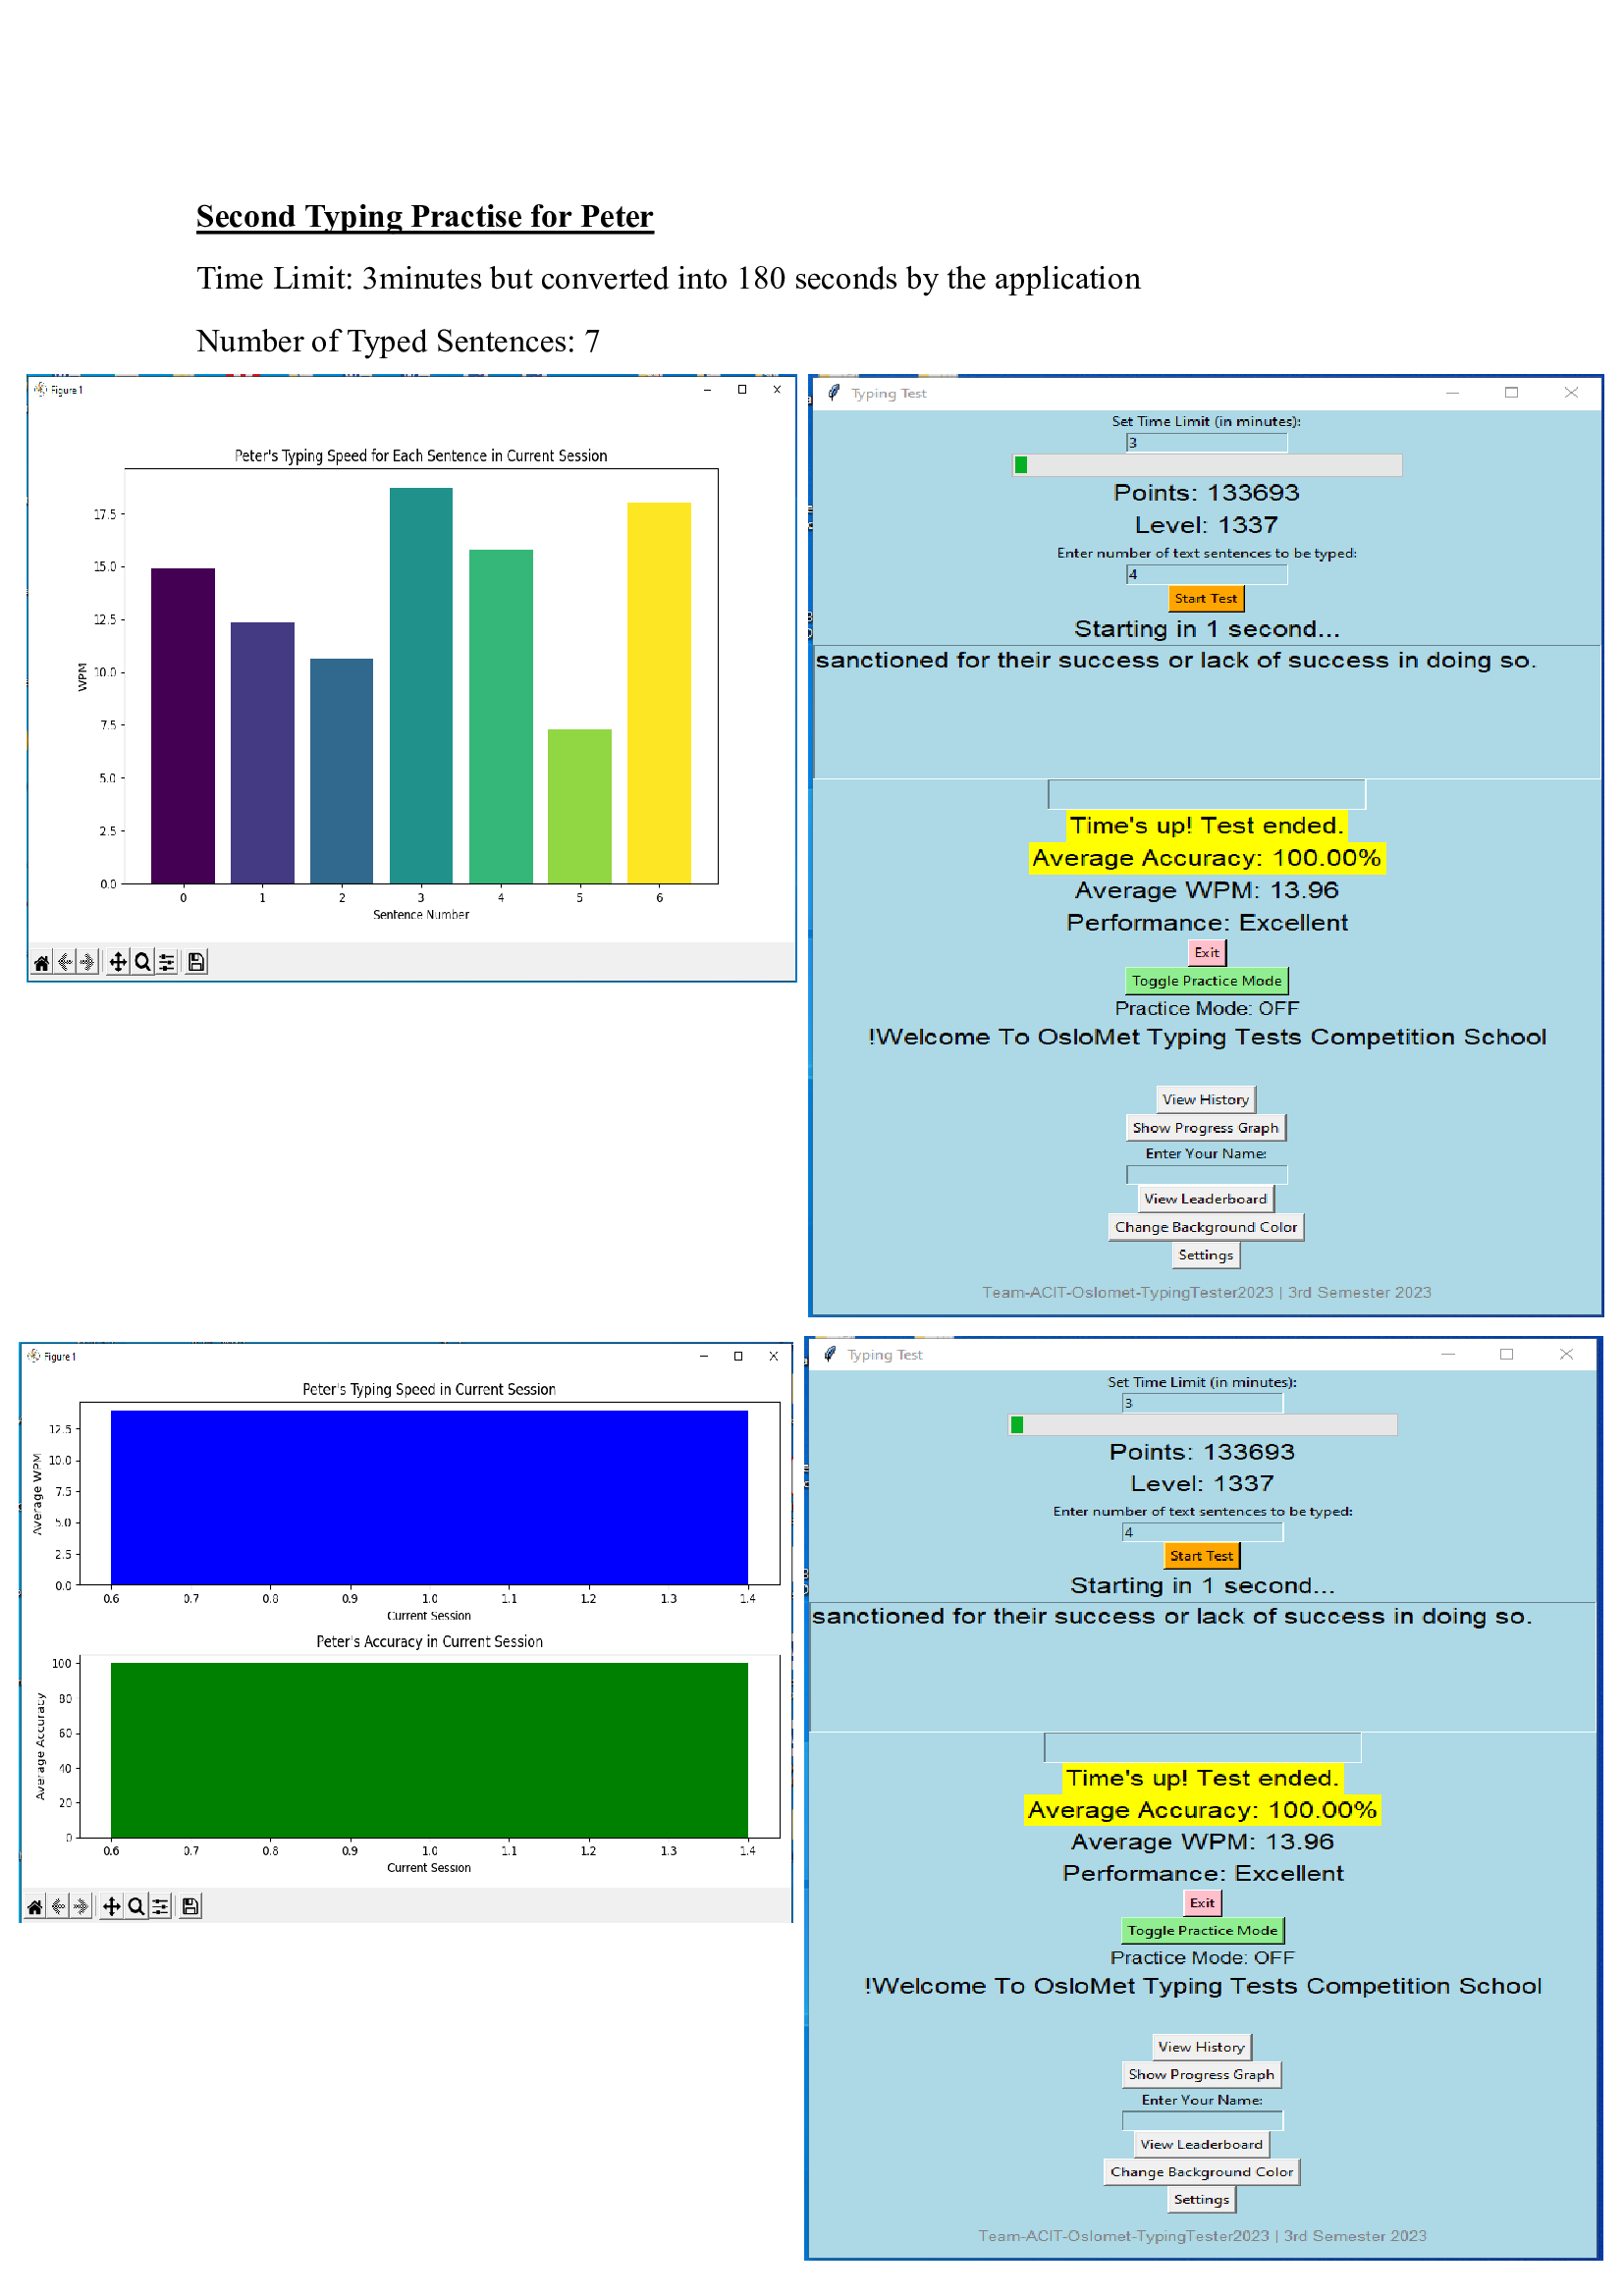 Second Typing Practise for Peter
Time Limit: 3minutes but converted into 180 seconds by the application
Number of Typed Sentences: 7
Figure 1
Peter's Typing Speed for Each Sentence in Current Session
17.5
15.0
12.5
10.0
7.5
5.0
2.5
0.0
WPM
0 1 2 3 4 5 6
Sentence Number
Typing Test
Set Time Limit (in minutes):
3
Points: 133693
Level: 1337
Enter number of text sentences to be typed:
4
Start Test
Starting in 1 second...
sanctioned for their success or lack of success in doing so.
Time's up! Test ended.
Average Accuracy: 100.00%
Average WPM: 13.96
Performance: Excellent
Exit
Toggle Practice Mode
Practice Mode: OFF
!Welcome To OsloMet Typing Tests Competition School
View History
Show Progress Graph
Enter Your Name:
View Leaderboard
Change Background Color
Settings
Team-ACIT-Oslomet-TypingTester2023 | 3rd Semester 2023
Figure 1
Peter's Typing Speed in Current Session
12.5
10.0
7.5
5.0
2.5
0.0
Average WPM
0.6 0.7 0.8 0.9 1.0 1.1 1.2 1.3 1.4
Current Session
Peter's Accuracy in Current Session
100
80
60
40
20
0
Average Accuracy
0.6 0.7 0.8 0.9 1.0 1.1 1.2 1.3 1.4
Current Session
Typing Test
Set Time Limit (in minutes):
3
Points: 133693
Level: 1337
Enter number of text sentences to be typed:
4
Start Test
Starting in 1 second...
sanctioned for their success or lack of success in doing so.
Time's up! Test ended.
Average Accuracy: 100.00%
Average WPM: 13.96
Performance: Excellent
Exit
Toggle Practice Mode
Practice Mode: OFF
!Welcome To OsloMet Typing Tests Competition School
View History
Show Progress Graph
Enter Your Name:
View Leaderboard
Change Background Color
Settings
Team-ACIT-Oslomet-TypingTester2023 | 3rd Semester 2023